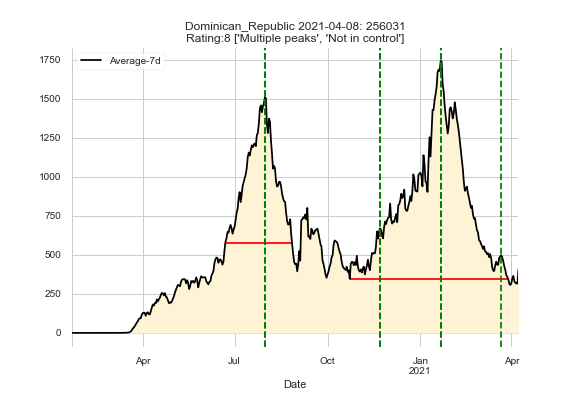 Dominican_Republic 2021-04-08: 256031
Rating:8 ['Multiple peaks', 'Not in control']
Average-7d
1750
1500
1250
1000
750
500
250
0
Apr
Jul
Oct
Jan
2021
Apr
Date